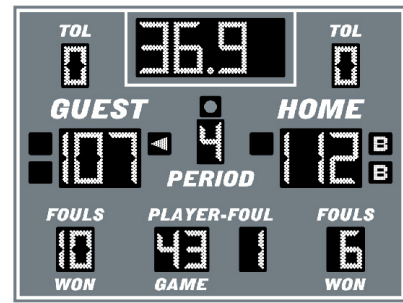 TOL 36.9 TOL
0 0
GUEST HOME
107 4 112 B
B
PERIOD
FOULS PLAYER-FOUL FOULS
10 43 1 6
WON GAME WON